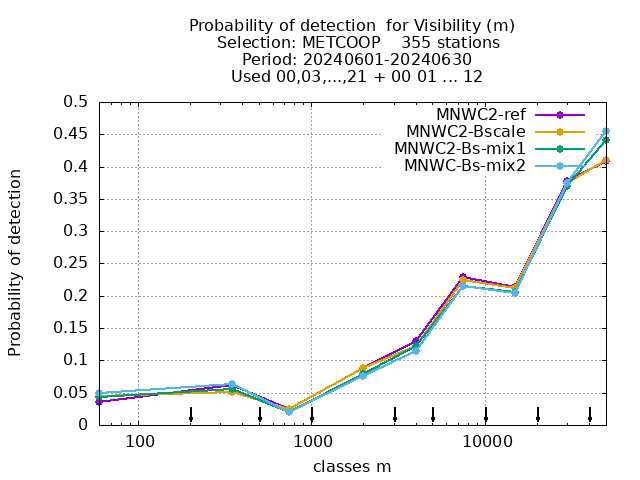 Probability of detection  for Visibility (m)
Selection: METCOOP    355 stations
Period: 20240601-20240630
Used 00,03,...,21 + 00 01 ... 12
MNWC2-ref
MNWC2-Bscale
MNWC2-Bs-mix1
MNWC-Bs-mix2
Probability of detection
0.5
0.45
0.4
0.35
0.3
0.25
0.2
0.15
0.1
0.05
0
100 1000 10000
classes m